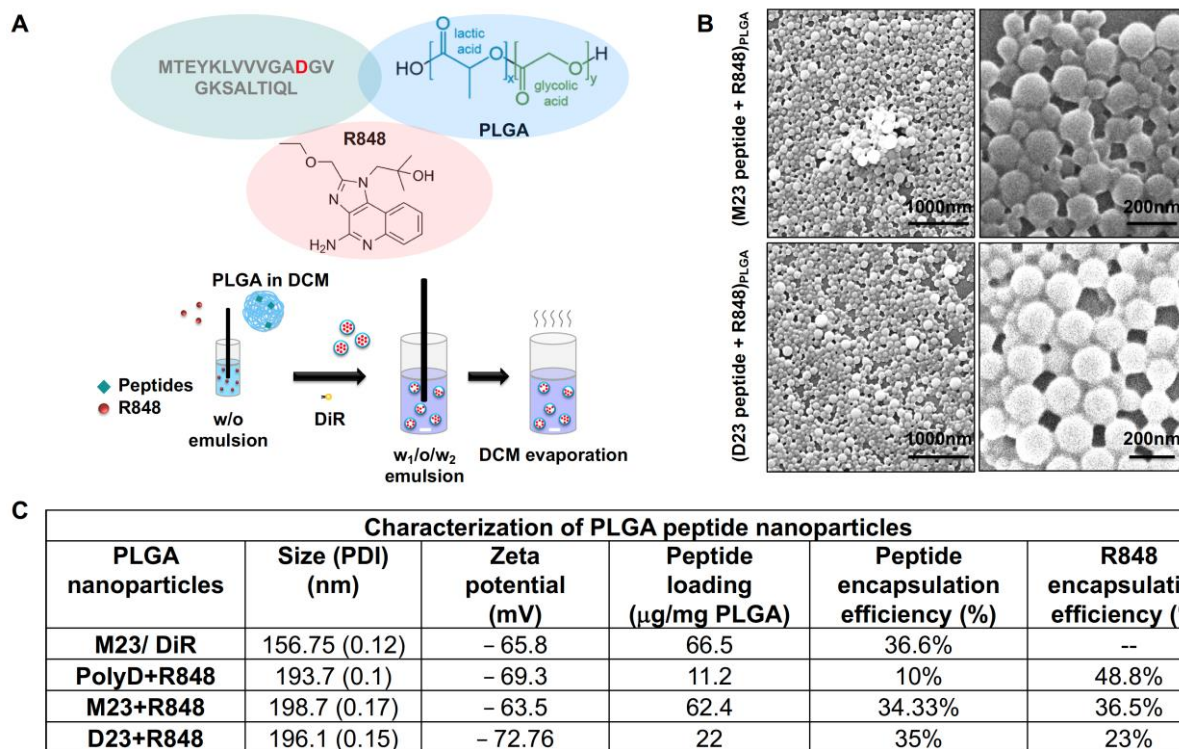 A
MTEYKLVVVGADGV
GKSALTIQL
HO
O
lactic
acid
O
x
O
glycolic
acid
O
H
y
PLGA
R848
O
N
OH
N
H2N
N
PLGA in DCM
Peptides
R848
w/o
emulsion
DiR
w1/o/w2
emulsion
DCM evaporation
B
(M23 peptide + R848)PLGA
1000nm
200nm
(D23 peptide + R848)PLGA
1000nm
200nm
C
Characterization of PLGA peptide nanoparticles
PLGA nanoparticles
Size (PDI) (nm)
Zeta potential (mV)
Peptide loading (µg/mg PLGA)
Peptide encapsulation efficiency (%)
R848
M23/ DiR 156.75 (0.12) – 65.8 66.5 36.6% --
PolyD+R848 193.7 (0.1) – 69.3 11.2 10% 48.8%
M23+R848 198.7 (0.17) – 63.5 62.4 34.33% 36.5%
D23+R848 196.1 (0.15) – 72.76 22 35% 23%